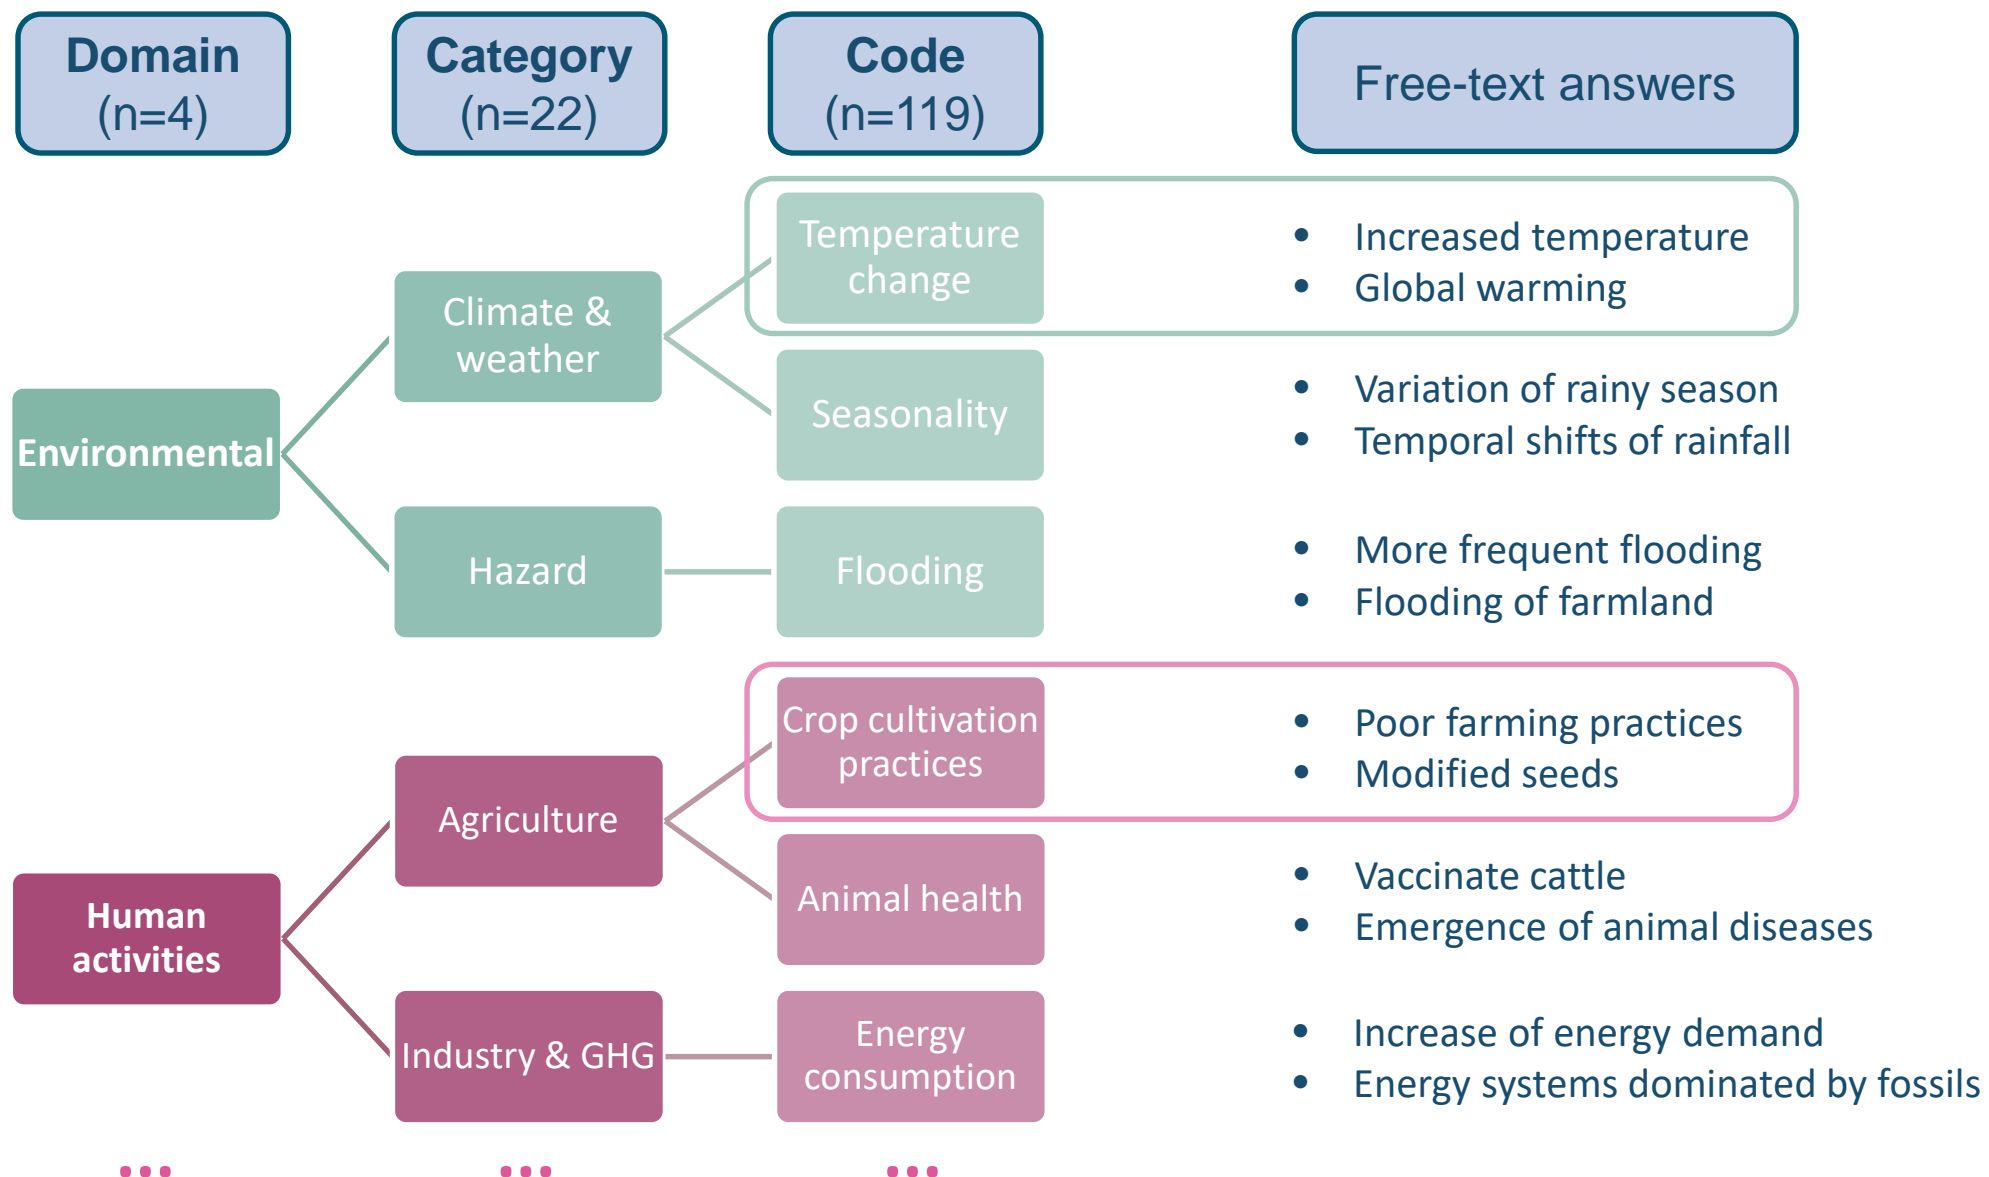 Domain
(n=4)
Category
(n=22)
Code
(n=119)
Free-text answers
Environmental
Climate &
weather
Temperature
change
• Increased temperature
• Global warming
Seasonality
• Variation of rainy season
• Temporal shifts of rainfall
Hazard
Flooding
• More frequent flooding
• Flooding of farmland
Human
activities
Agriculture
Crop cultivation
practices
• Poor farming practices
• Modified seeds
Animal health
• Vaccinate cattle
• Emergence of animal diseases
Industry & GHG
Energy
consumption
• Increase of energy demand
• Energy systems dominated by fossils
... ... ...